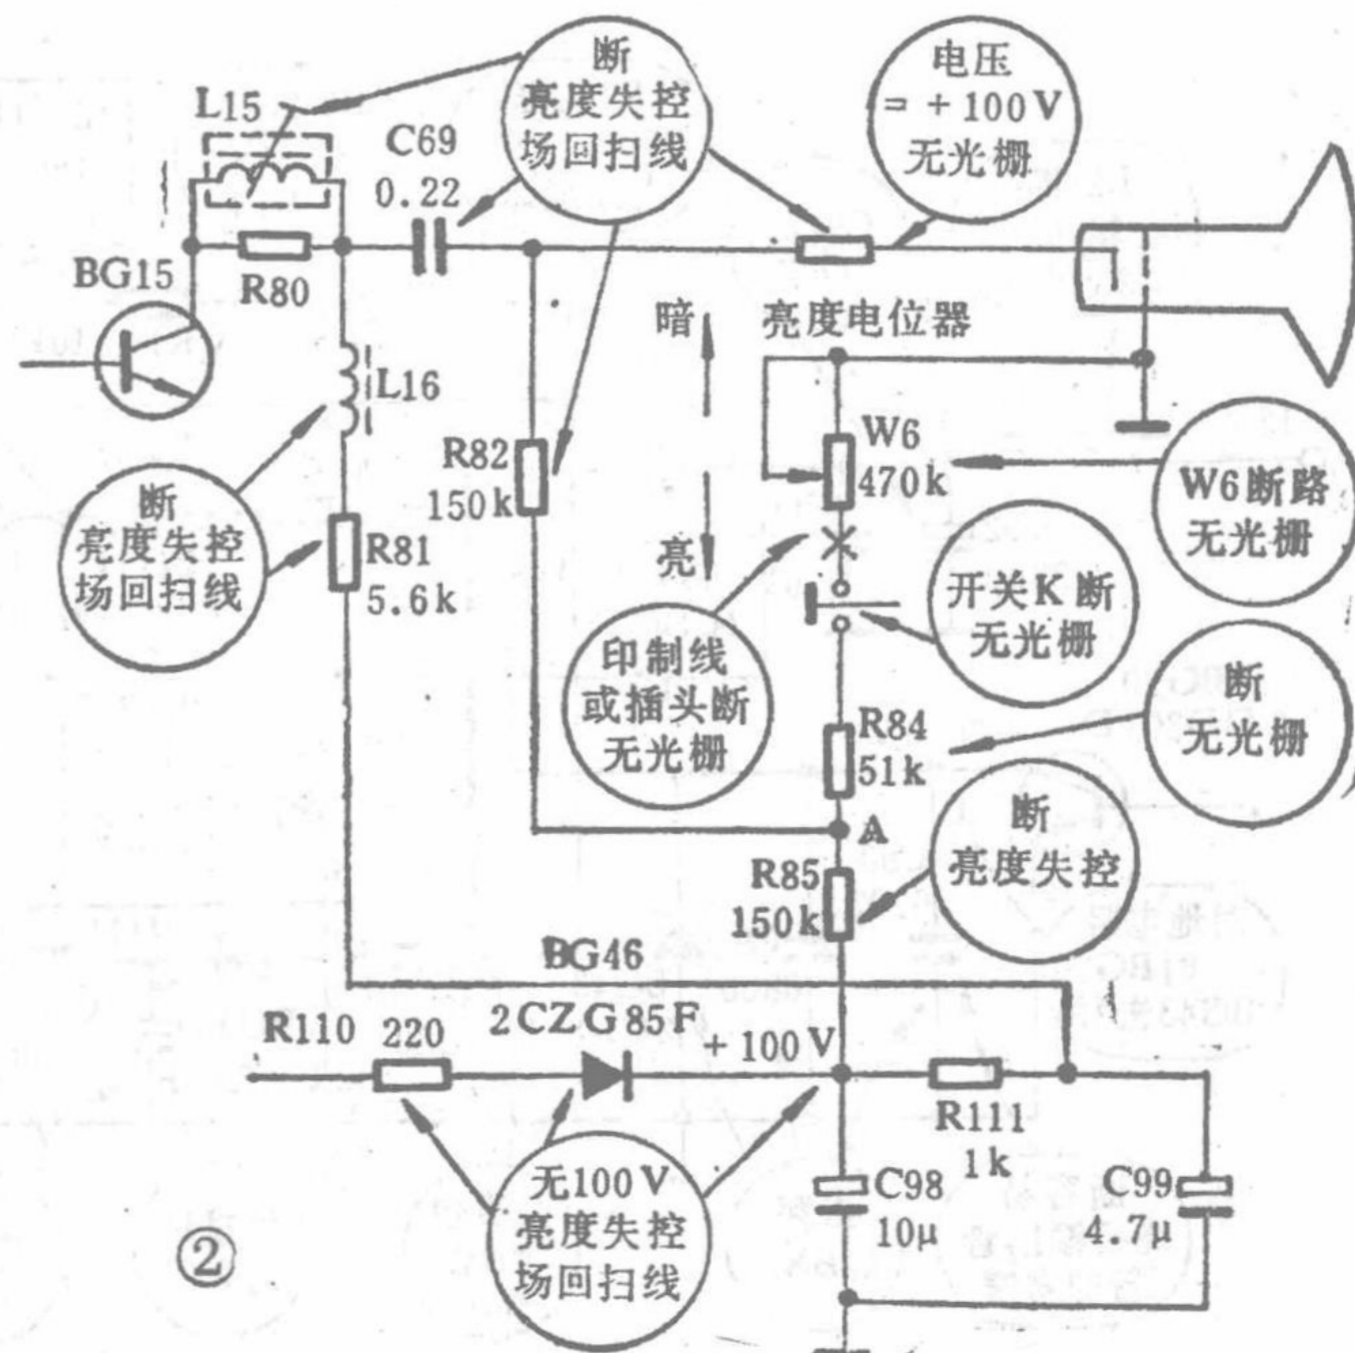 断
亮度失控
场回扫线
电压
= + 100 V
无光栅
L15
C69
0.22
BG15
R80
暗
亮度电位器
L16
W6
470k
R82
150k
W6断路
无光栅
断
亮度失控
场回扫线
R81
5.6k
亮
开关K断
无光栅
印制线
或插头断
无光栅
断
无光栅
R84
51k
A
断
亮度失控
R85
150k
BG46
R110 220
2CZG85F
+ 100 V
R111
1k
无100V
亮度失控
场回扫线
C98
10μ
C99
4.7μ
②